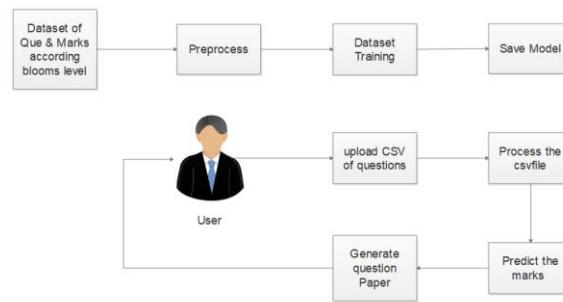 Dataset of
Que & Marks
according
blooms level
Preprocess
Dataset
Training
Save Model
User
upload CSV
of questions
Process the
csvfile
Generate
question
Paper
Predict the
marks